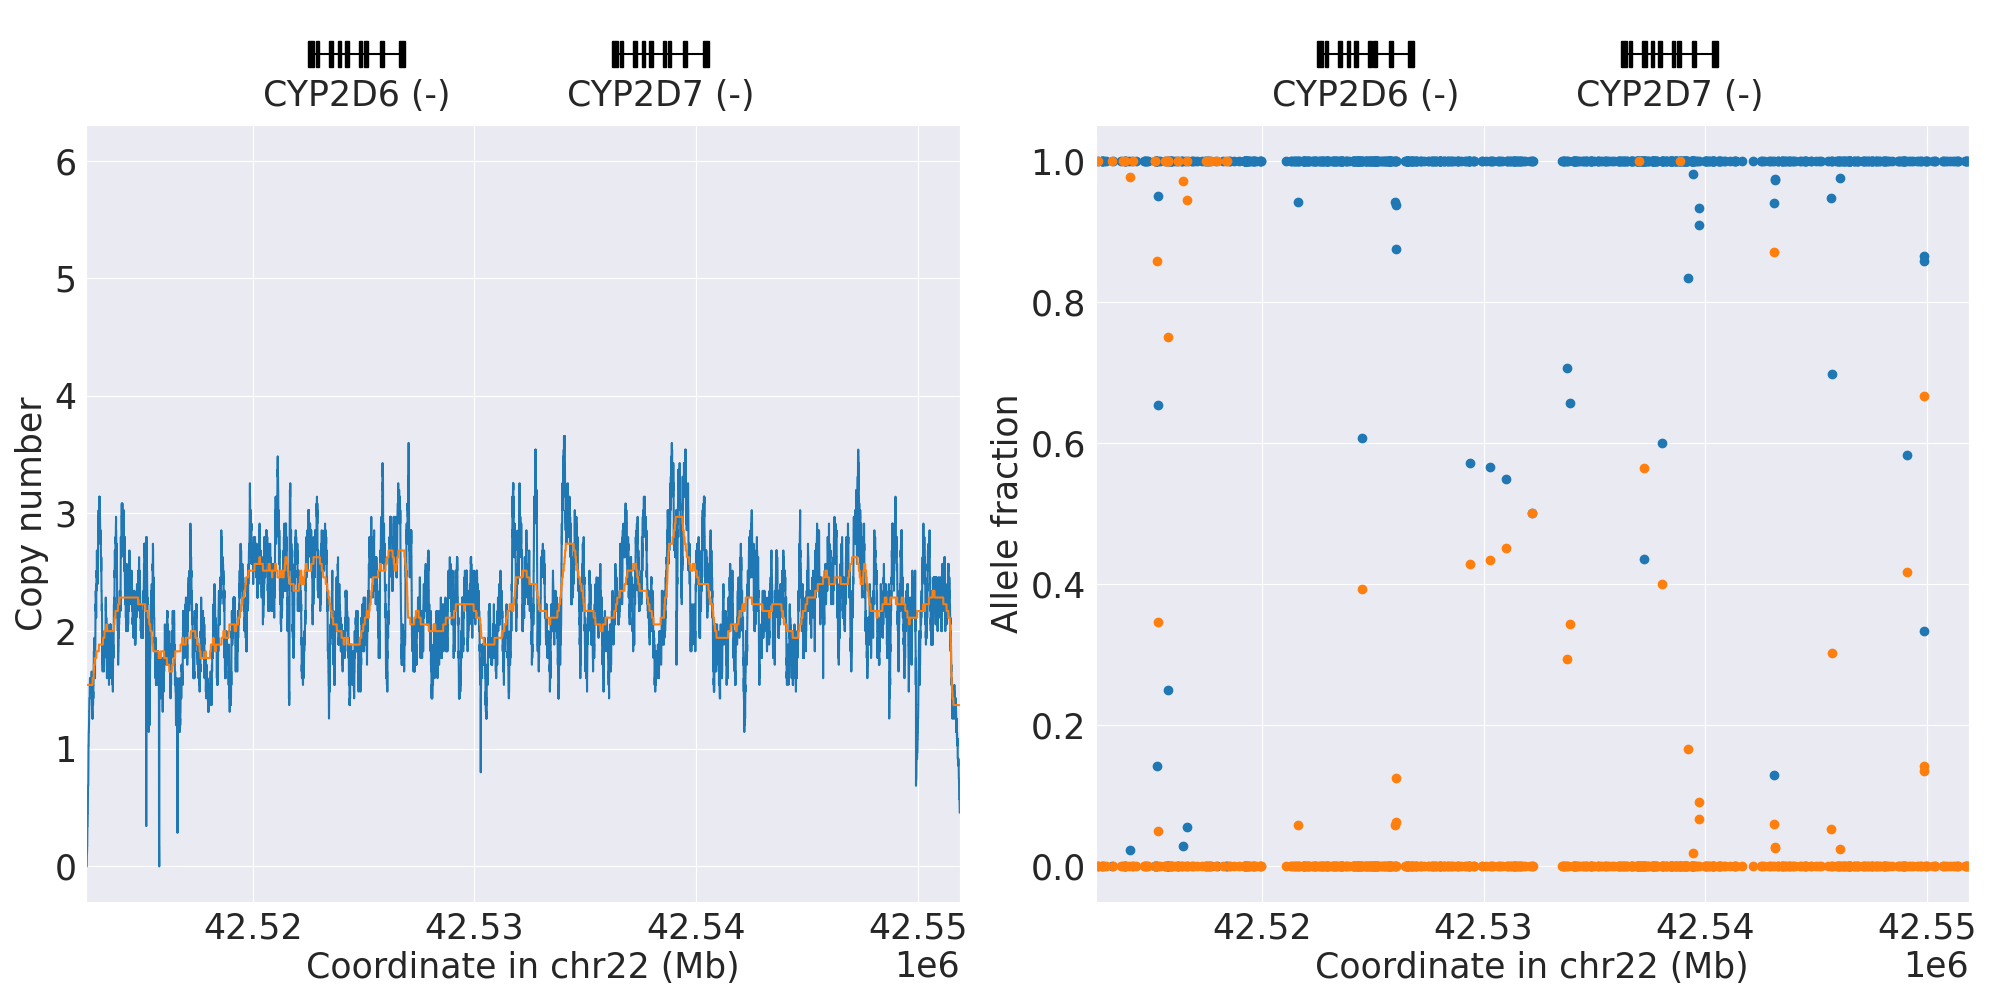 CYP2D6 (-) CYP2D7 (-)
6
5
4
3
2
1
0
Copy number
42.52 42.53 42.54 42.55
1e6
Coordinate in chr22 (Mb)
CYP2D6 (-) CYP2D7 (-)
1.0
0.8
0.6
0.4
0.2
0.0
Allele fraction
42.52 42.53 42.54 42.55
1e6
Coordinate in chr22 (Mb)